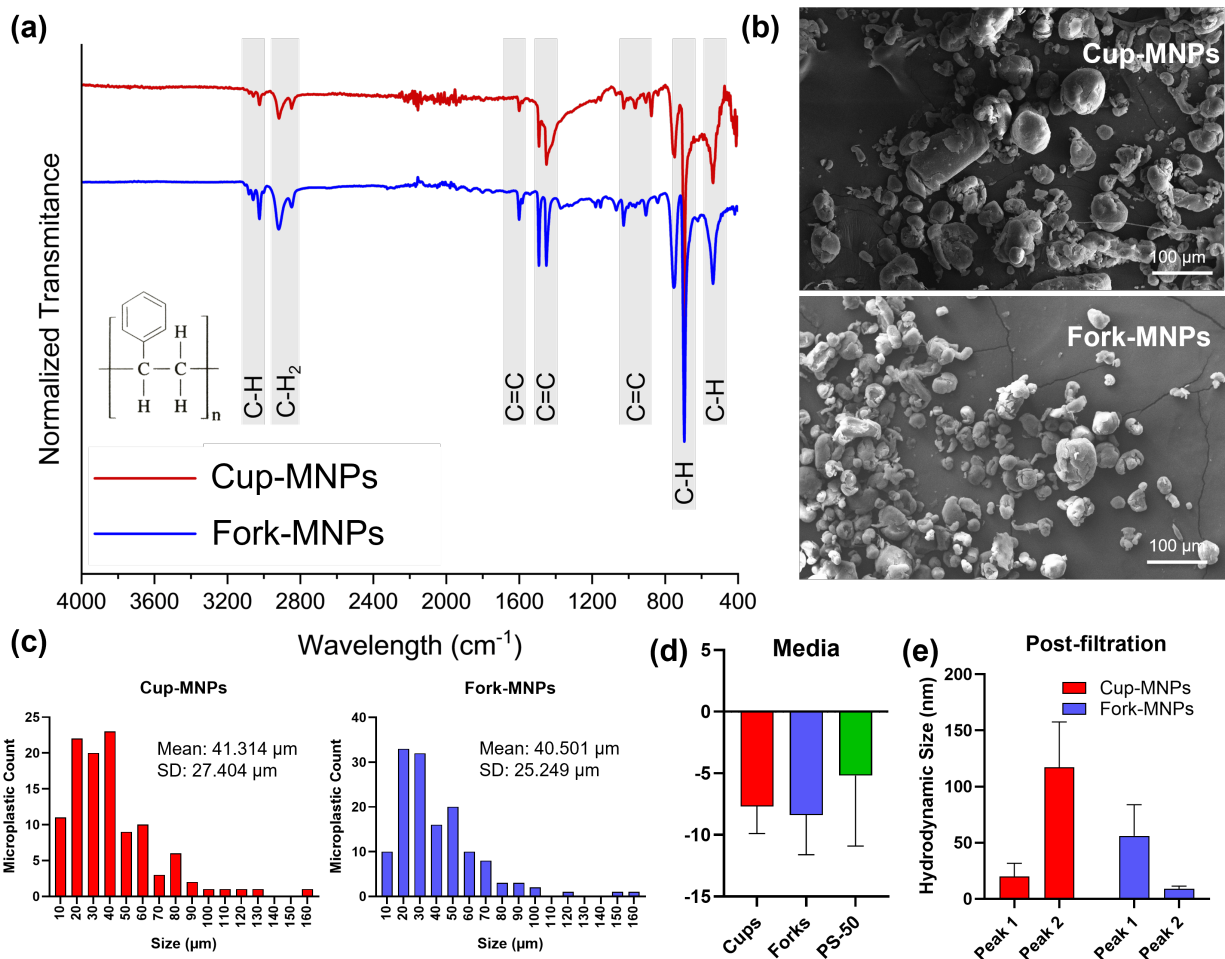 (a)
Normalized Transmitance
C-H
C-H2
C=C
C=C
C=C
C-H
C-H
H
C
C
H
H
n
Cup-MNPs
Fork-MNPs
4000 3600 3200 2800 2400 2000 1600 1200 800 400
Wavelength (cm-1)
(b)
Cup-MNPs
100 µm
Fork-MNPs
100 µm
(c)
Cup-MNPs
Mean: 41.314 µm
SD: 27.404 µm
Microplastic Count
25
20
15
10
5
0
10 20 30 40 50 60 70 80 90 100 110 120 130 140 150 160
Size (µm)
Fork-MNPs
Mean: 40.501 µm
SD: 25.249 µm
Microplastic Count
40
30
20
10
0
10 20 30 40 50 60 70 80 90 100 110 120 130 140 150 160
Size (µm)
(d)
Media
5
0
-5
-10
-15
Cups Forks PS-50
(e)
Post-filtration
Hydrodynamic Size (nm)
200
150
100
50
0
Cup-MNPs
Fork-MNPs
Peak 1 Peak 2 Peak 1 Peak 2